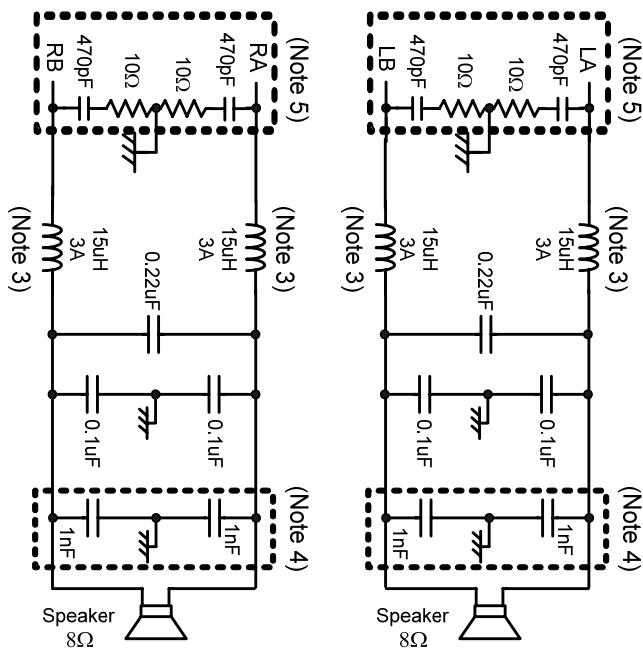 (Note 5)
RB
470pF
10Ω
10Ω
470pF
RA
(Note 5)
LB
470pF
10Ω
10Ω
470pF
LA
(Note 3)
15uH
3A
15uH
3A
(Note 3)
(Note 3)
15uH
3A
15uH
3A
(Note 3)
0.22uF
0.22uF
0.1uF
0.1uF
0.1uF
0.1uF
(Note 4)
1nF
1nF
(Note 4)
1nF
1nF
Speaker
8Ω
Speaker
8Ω